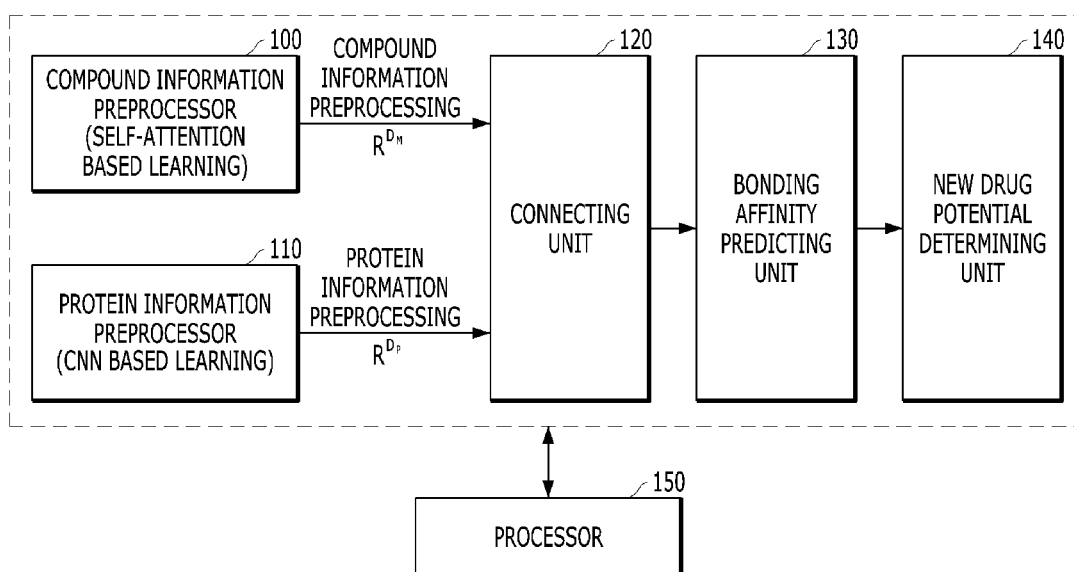 100
COMPOUND INFORMATION
PREPROCESSOR
(SELF-ATTENTION
BASED LEARNING)
COMPOUND
INFORMATION
PREPROCESSING
R^{D_M}
110
PROTEIN INFORMATION
PREPROCESSOR
(CNN BASED LEARNING)
PROTEIN
INFORMATION
PREPROCESSING
R^{D_P}
120
CONNECTING
UNIT
130
BONDING
AFFINITY
PREDICTING
UNIT
140
NEW DRUG
POTENTIAL
DETERMINING
UNIT
150
PROCESSOR